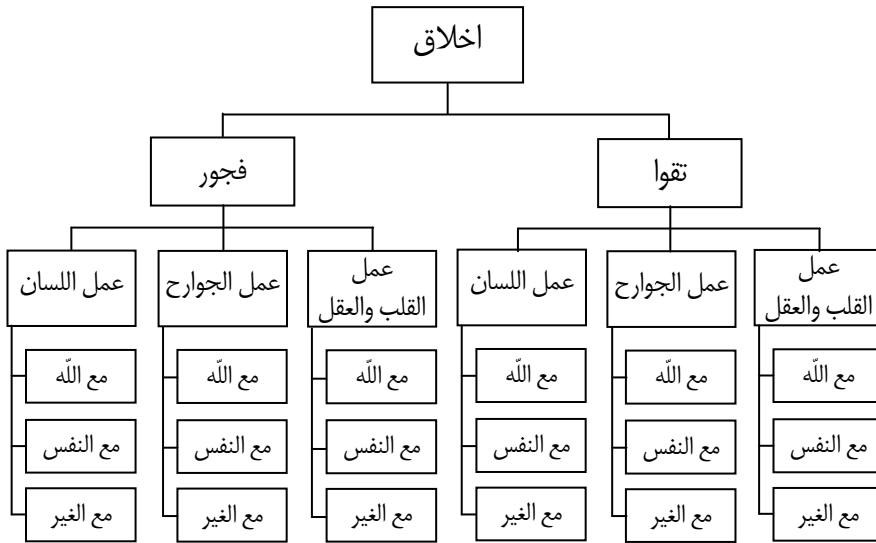 اخلاق
تقوا
فجور
عمل
القلب والعقل
عمل الجوارح
عمل اللسان
عمل
القلب والعقل
عمل الجوارح
عمل اللسان
مع اللّه
مع اللّه
مع اللّه
مع اللّه
مع اللّه
مع اللّه
مع النفس
مع النفس
مع النفس
مع النفس
مع النفس
مع النفس
مع الغير
مع الغير
مع الغير
مع الغير
مع الغير
مع الغير